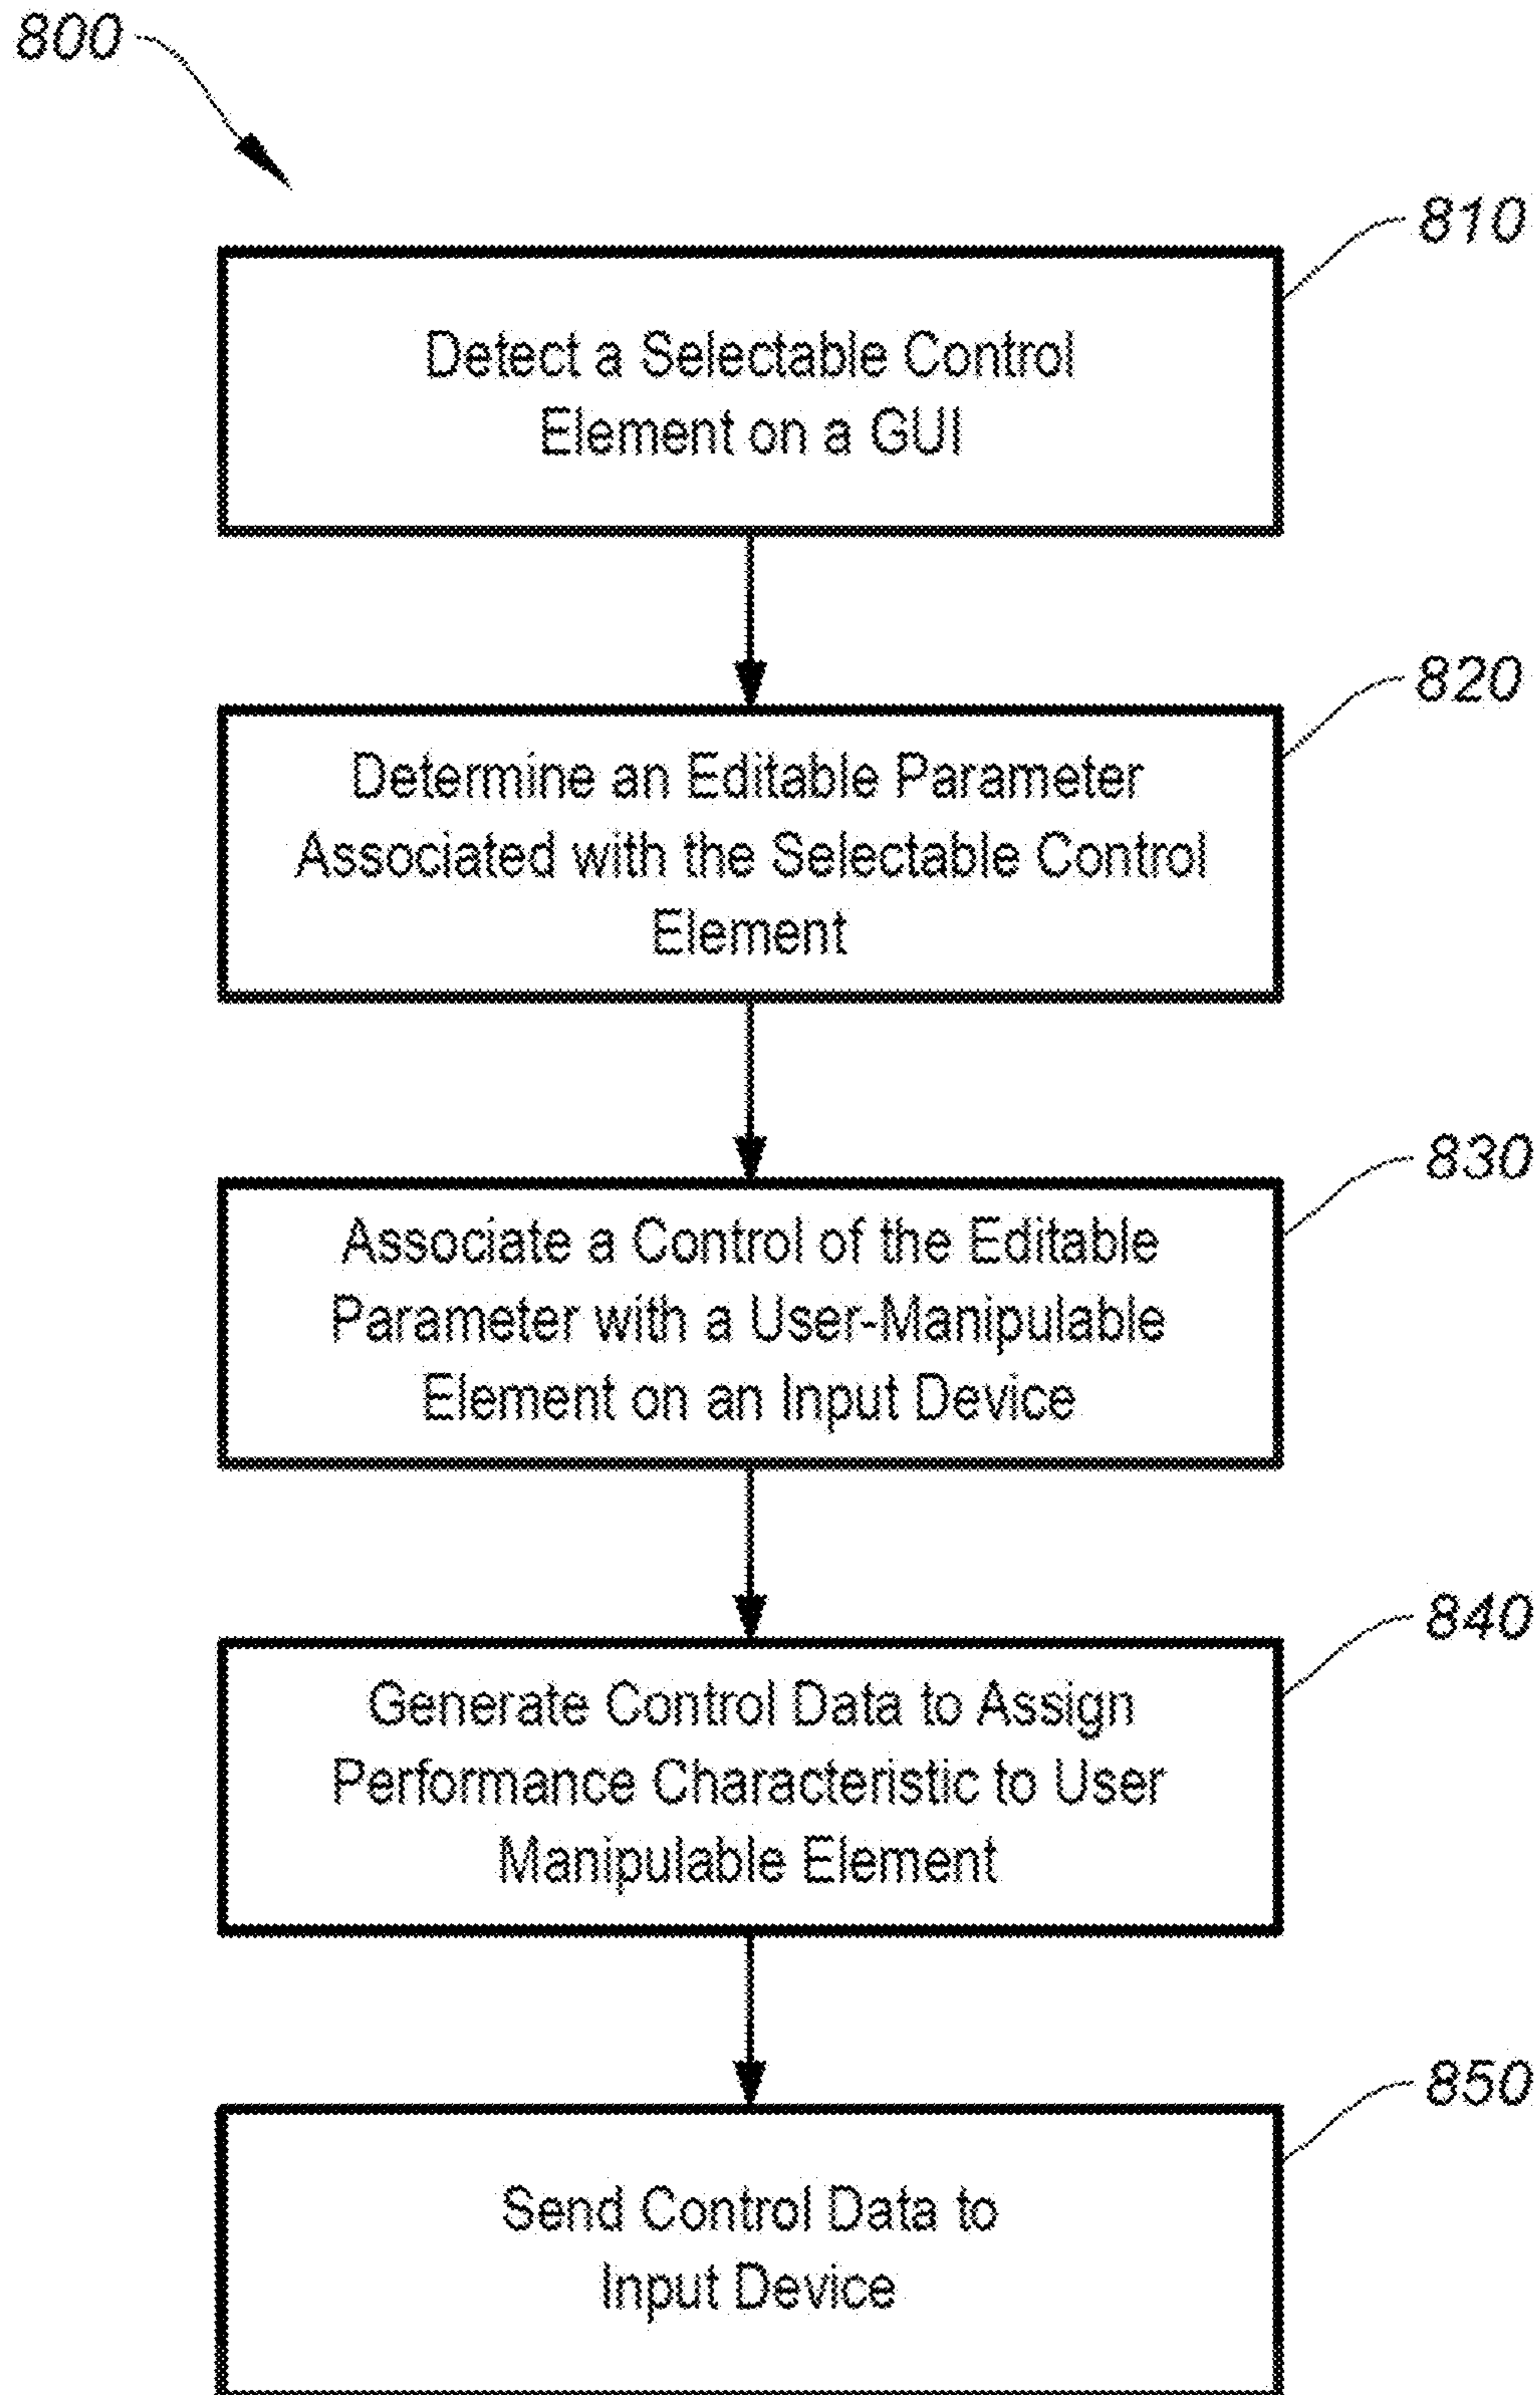 800
810
Detect a Selectable Control
Element on a GUI
820
Determine an Editable Parameter
Associated with the Selectable Control
Element
830
Associate a Control of the Editable
Parameter with a User-Manipulable
Element on an Input Device
840
Generate Control Data to Assign
Performance Characteristic to User
Manipulable Element
850
Send Control Data to
Input Device